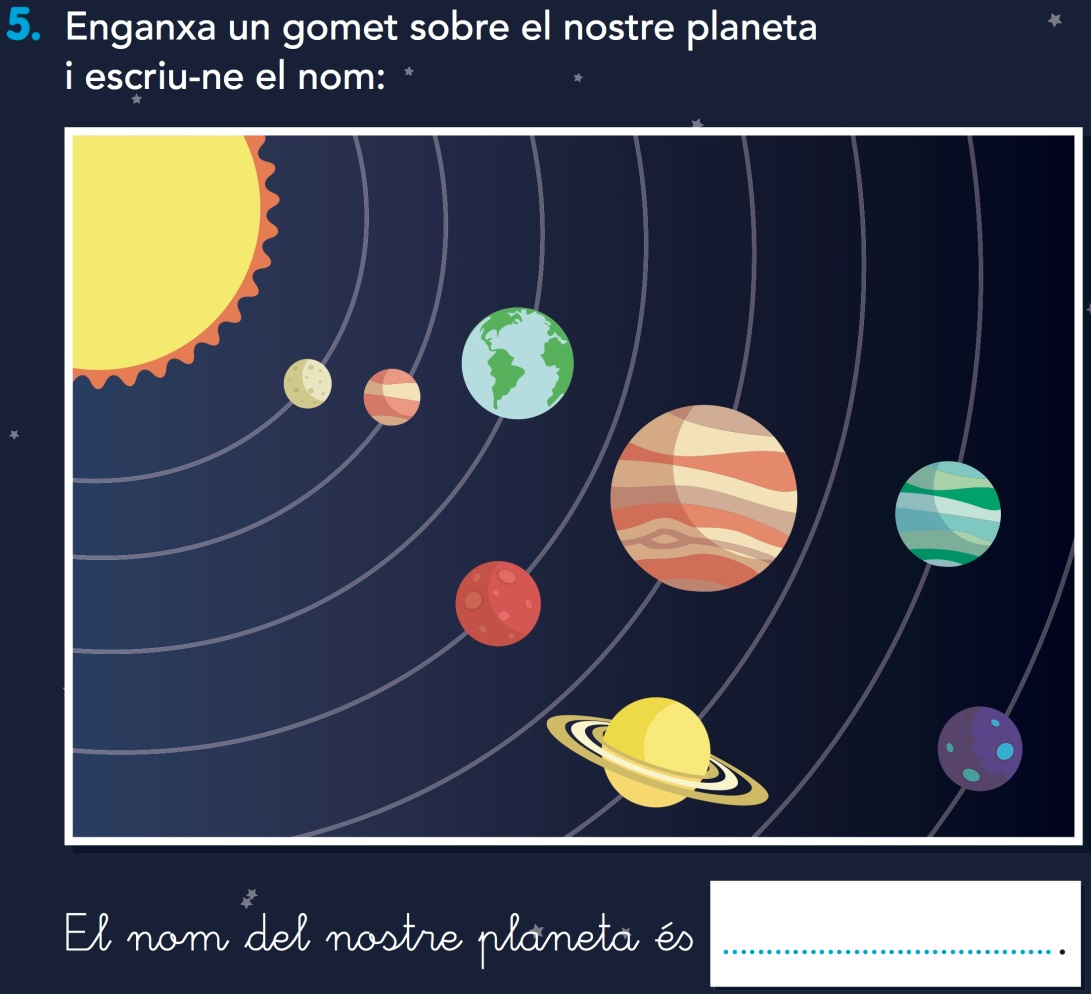 5. Enganxa un gomet sobre el nostre planeta
i escriu-ne el nom:
El nom del nostre planeta és .